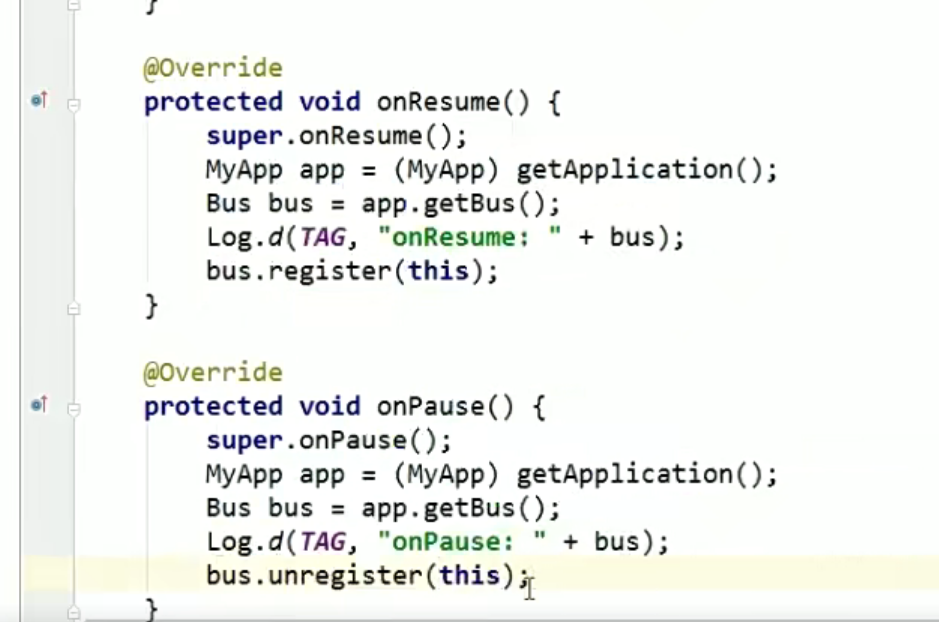 }
@Override
protected void onResume() {
super.onResume();
MyApp app = (MyApp) getApplication();
Bus bus = app.getBus();
Log.d(TAG, "onResume: " + bus);
bus.register(this);
}
@Override
protected void onPause() {
super.onPause();
MyApp app = (MyApp) getApplication();
Bus bus = app.getBus();
Log.d(TAG, "onPause: " + bus);
bus.unregister(this);
}